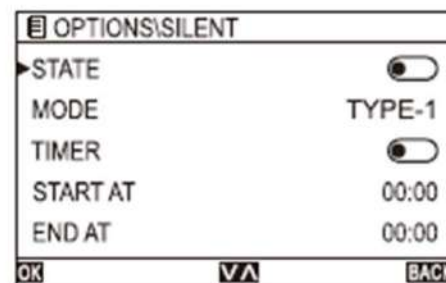 OPTIONS\SILENT
STATE
MODE TYPE-1
TIMER
START AT 00:00
END AT 00:00
OK BACK